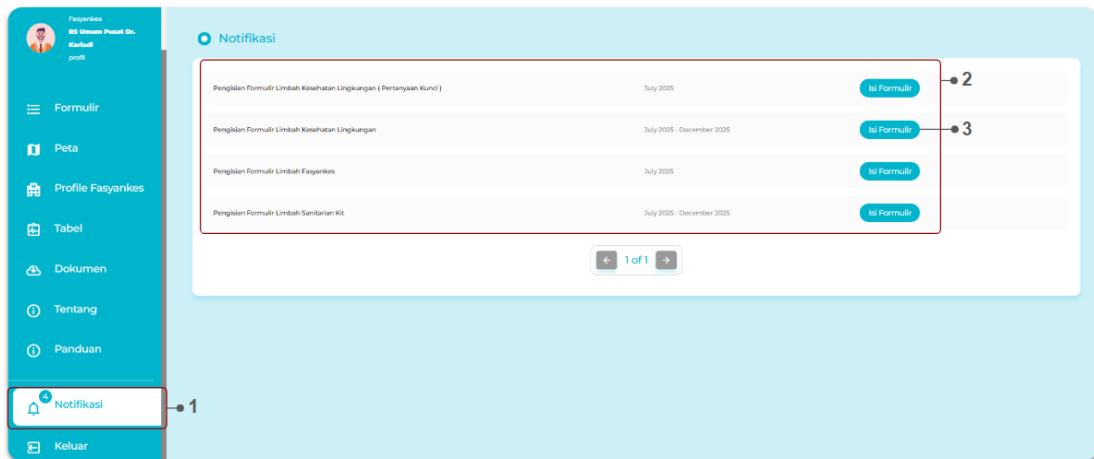 Fasyankes
RS Umum Pusat Dr.
Kariadi
profil
Formulir
Peta
Profile Fasyankes
Tabel
Dokumen
Tentang
Panduan
4
Notifikasi
1
Keluar
Notifikasi
Pengisian Formulir Limbah Kesehatan Lingkungan ( Pertanyaan Kunci ) July 2025 Isi Formulir 2
Pengisian Formulir Limbah Kesehatan Lingkungan July 2025 - December 2025 Isi Formulir 3
Pengisian Formulir Limbah Fasyankes July 2025 Isi Formulir
Pengisian Formulir Limbah Sanitarian Kit July 2025 - December 2025 Isi Formulir
1 of 1